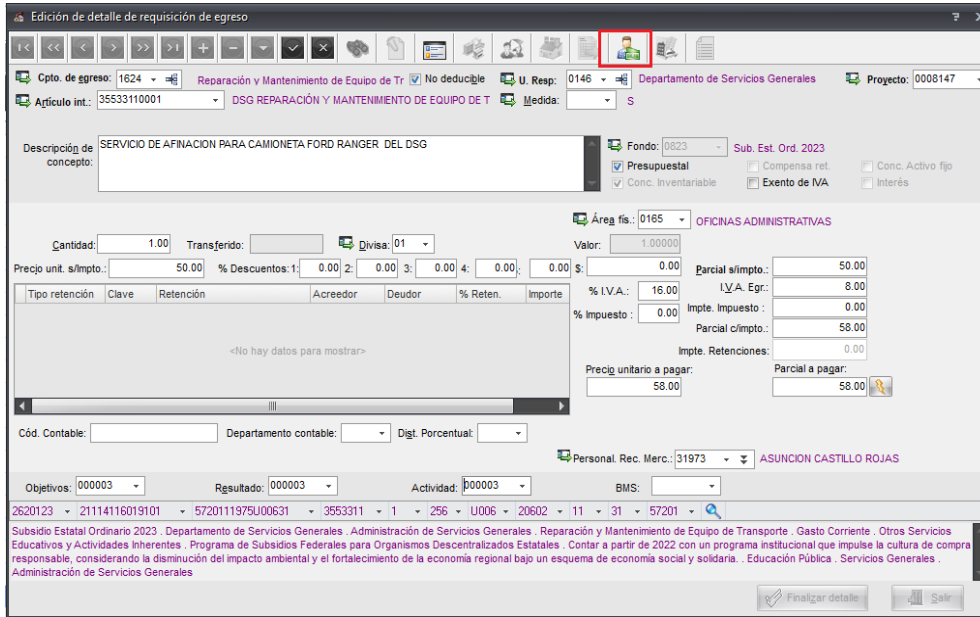 Edición de detalle de requisición de egreso
Cpto. de egreso: 1624 Reparación y Mantenimiento de Equipo de Tr No deducible U. Resp: 0146 Departamento de Servicios Generales Proyecto: 0008147
Artículo int.: 35533110001 DSG REPARACIÓN Y MANTENIMIENTO DE EQUIPO DE T Medida: S
Descripción de concepto: SERVICIO DE AFINACION PARA CAMIONETA FORD RANGER DEL DSG
Fondo: 0823 Sub. Est. Ord. 2023
Presupuestal Compensa ret. Conc. Activo fijo
Conc. Inventariable Exento de IVA Interés
Área fís.: 0165 OFICINAS ADMINISTRATIVAS
Cantidad: 1.00 Transferido: Divisa: 01 Valor: 1.00000
Precio unit. s/Impto.: 50.00 % Descuentos: 1: 0.00 2: 0.00 3: 0.00 4: 0.00 ; 0.00 $: 0.00 Parcial s/impto.: 50.00
Tipo retención Clave Retención Acreedor Deudor % Reten. Importe
% I.V.A.: 16.00 I.V.A. Egr.: 8.00
% Impuesto : 0.00 Impte. Impuesto : 0.00
Parcial c/impto.: 58.00
<No hay datos para mostrar>
Impte. Retenciones: 0.00
Precio unitario a pagar: Parcial a pagar:
58.00 58.00
Cód. Contable: Departamento contable: Dist. Porcentual:
Personal. Rec. Merc.: 31973 ASUNCION CASTILLO ROJAS
Objetivos: 000003 Resultado: 000003 Actividad: 000003 BMS:
2620123 21114116019101 5720111975U00631 3553311 1 256 U006 20602 11 31 57201
Subsidio Estatal Ordinario 2023 . Departamento de Servicios Generales . Administración de Servicios Generales . Reparación y Mantenimiento de Equipo de Transporte . Gasto Corriente . Otros Servicios
Educativos y Actividades Inherentes . Programa de Subsidios Federales para Organismos Descentralizados Estatales . Contar a partir de 2022 con un programa institucional que impulse la cultura de compra
responsable, considerando la disminución del impacto ambiental y el fortalecimiento de la economía regional bajo un esquema de economía social y solidaria. . Educación Pública . Servicios Generales .
Administración de Servicios Generales
Finalizar detalle Salir